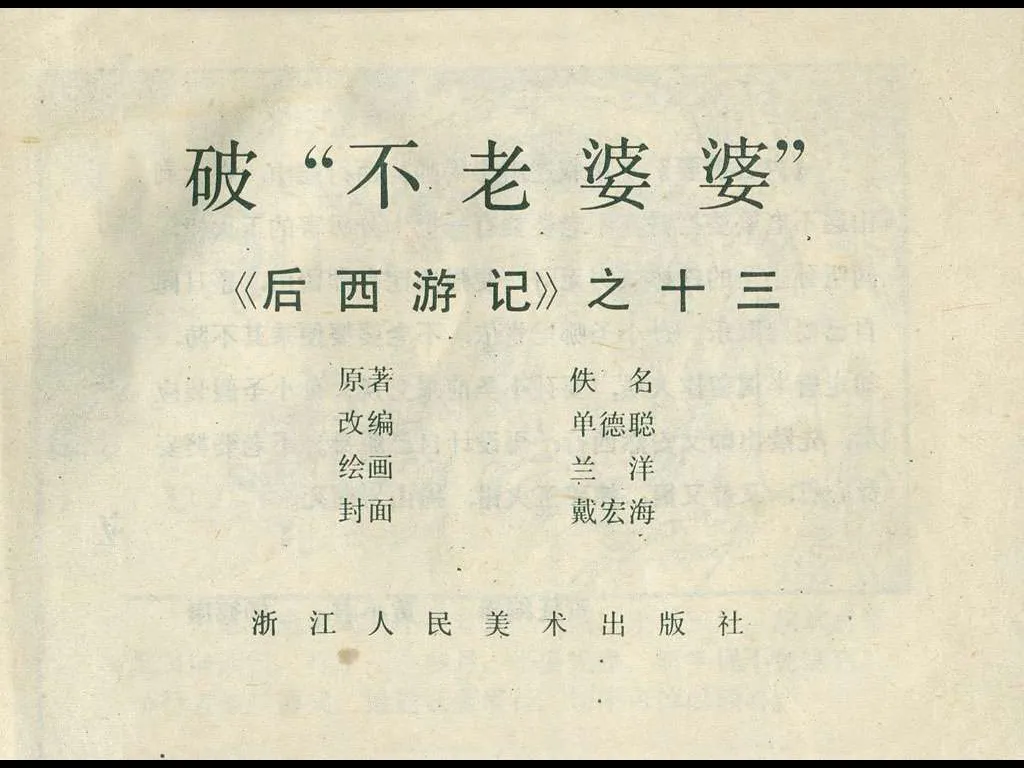 破“不老婆婆”
《后西游记》之十三
原著 佚名
改编 单德聪
绘画 兰洋
封面 戴宏海
浙江人民美术出版社